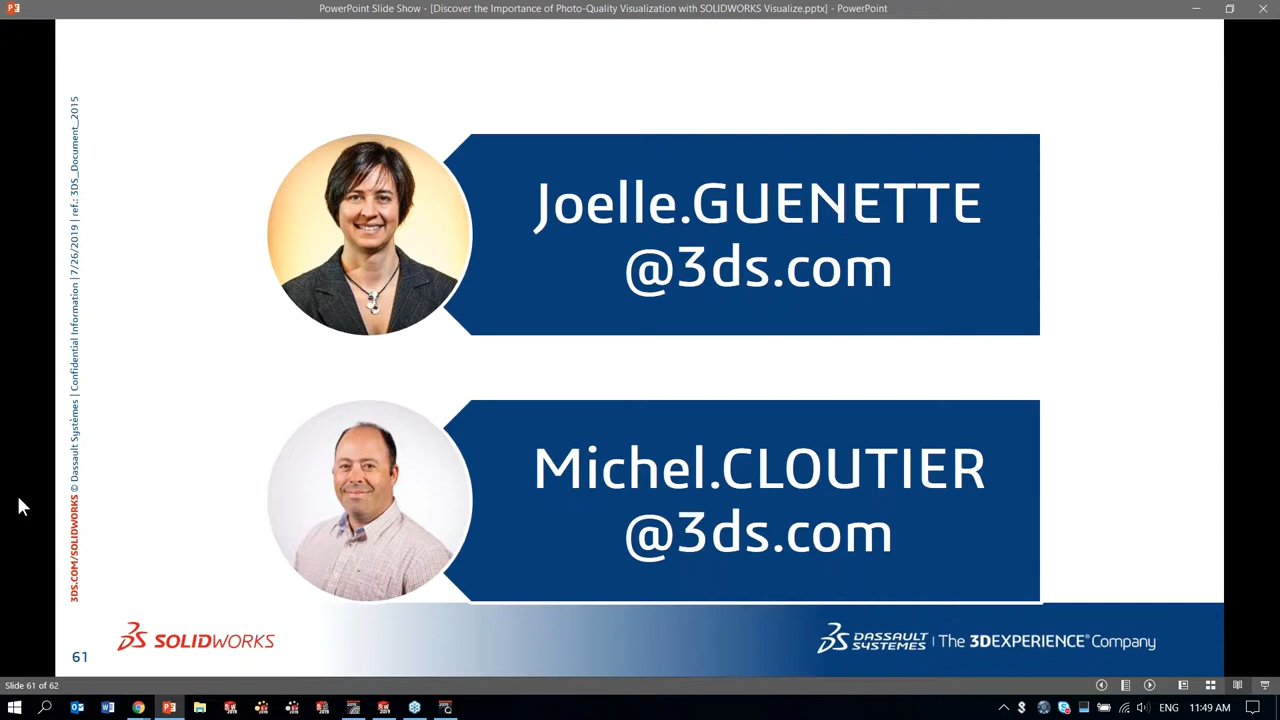 PowerPoint Slide Show - [Discover the Importance of Photo-Quality Visualization with SOLIDWORKS Visualize.pptx] - PowerPoint
3DS.COM/SOLIDWORKS © Dassault Systèmes | Confidential Information | 7/26/2019 | ref.: 3DS_Document_2015
Joelle.GUENETTE
@3ds.com
Michel.CLOUTIER
@3ds.com
SOLIDWORKS
DASSAULT SYSTEMES | The 3DEXPERIENCE® Company
61
Slide 61 of 62
ENG 11:49 AM